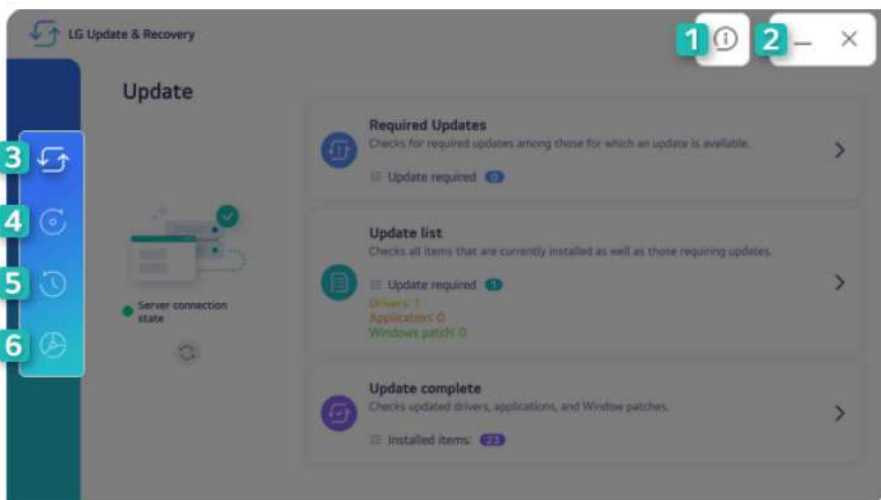 LG Update & Recovery
1
2
Update
Required Updates
Checks for required updates among those for which an update is available.
Update required 0
3
4
5
6
Server connection
state
Update list
Checks all items that are currently installed as well as those requiring updates.
Update required 1
Drivers: 1
Application: 0
Windows patch: 0
Update complete
Checks updated drivers, applications, and Window patches.
Installed items: 23